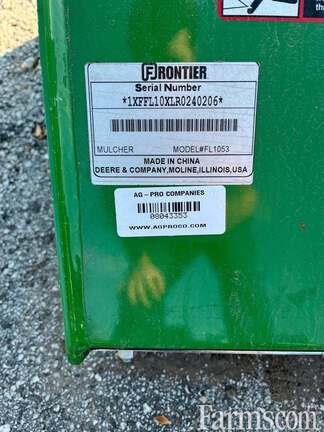 the
FRONTIER
Serial Number
*1XFFL10XLR0240206*
MULCHER MODEL#FL1053
MADE IN CHINA
DEERE & COMPANY,MOLINE,ILLINOIS,USA
AG - PRO COMPANIES
08043353
WWW.AGPROCO.COM
Farms.com